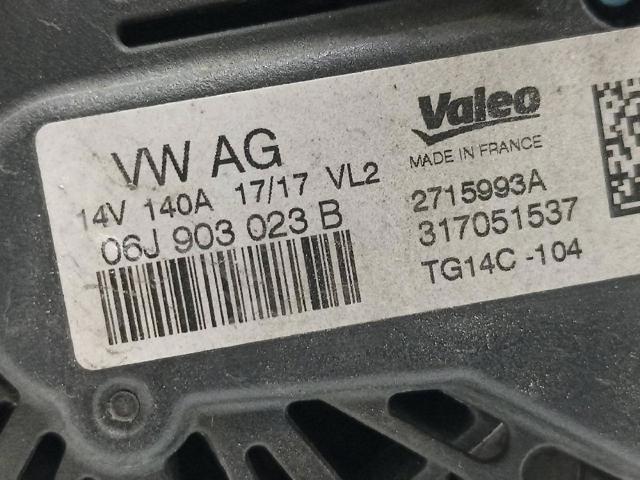 VW AG
14V 140A 17/17 VL2
06J 903 023 B
Valeo
MADE IN FRANCE
2715993A
317051537
TG14C -104